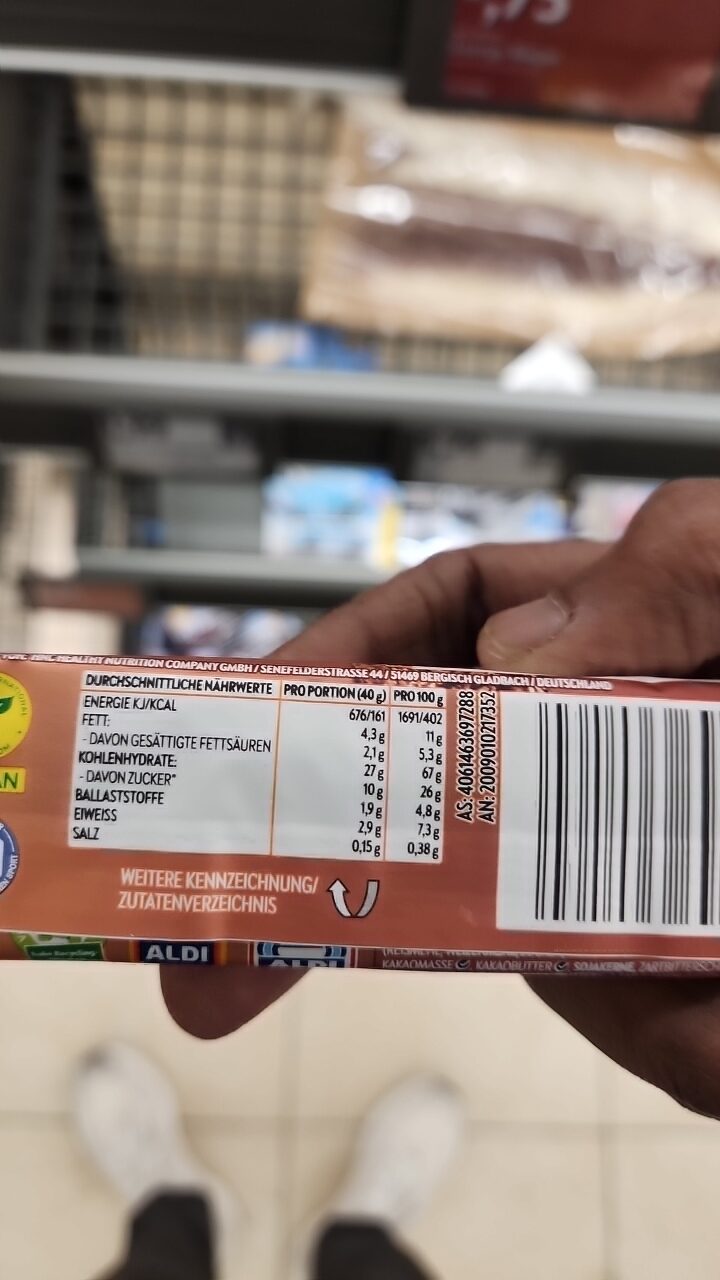 HEALTHY NUTRITION COMPANY GMBH / SENEFELDERSTRASSE 44 / 51469 BERGISCH GLADBACH / DEUTSCHLAND
DURCHSCHNITTLICHE NÄHRWERTE PRO PORTION (40 g) PRO 100 g
ENERGIE KJ/KCAL 676/161 1691/402
FETT: 4,3 g 11 g
- DAVON GESÄTTIGTE FETTSÄUREN 2,1 g 5,3 g
KOHLENHYDRATE: 27 g 67 g
- DAVON ZUCKER* 10 g 26 g
BALLASTSTOFFE 1,9 g 4,8 g
EIWEISS 2,9 g 7,3 g
SALZ 0,15 g 0,38 g
AS: 4061463697288
AN: 2009010217352
WEITERE KENNZEICHNUNG/
ZUTATENVERZEICHNIS
ALDI
ALDI
KAKAOMASSE KAKAOBUTTER SOJAKERNE,